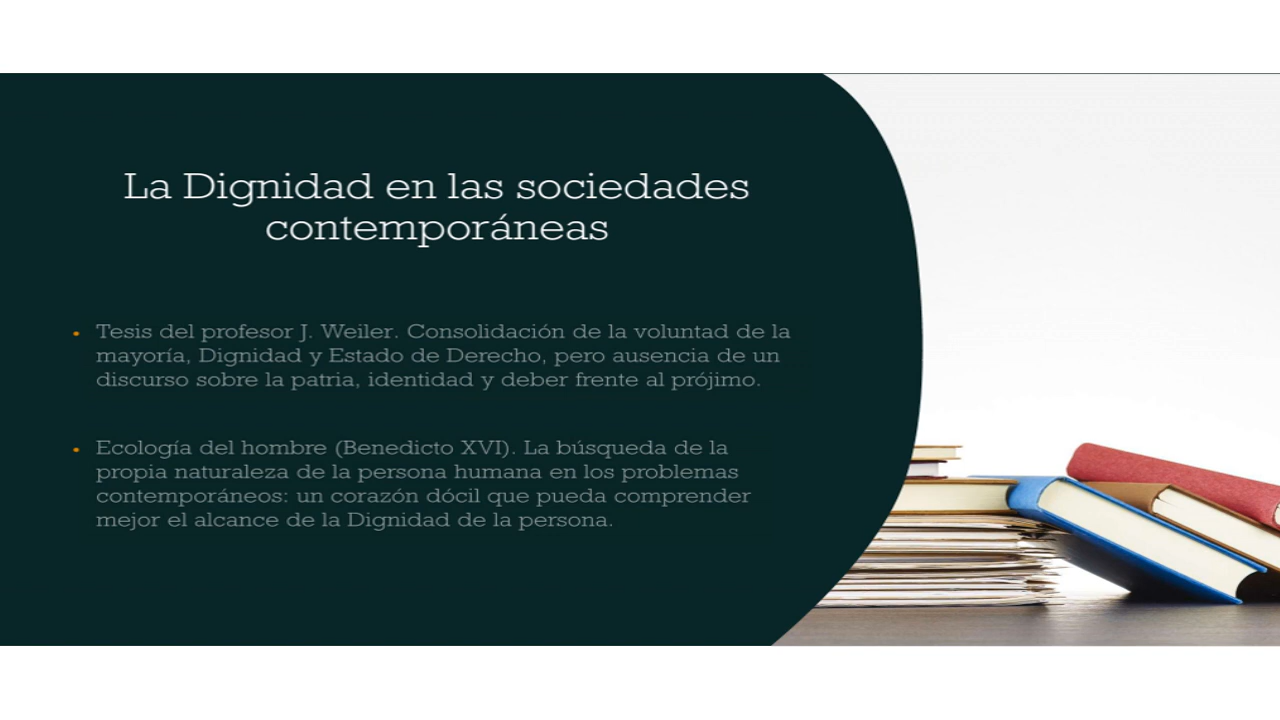 La Dignidad en las sociedades
contemporáneas
• Tesis del profesor J. Weiler. Consolidación de la voluntad de la
mayoría, Dignidad y Estado de Derecho, pero ausencia de un
discurso sobre la patria, identidad y deber frente al prójimo.
• Ecología del hombre (Benedicto XVI). La búsqueda de la
propia naturaleza de la persona humana en los problemas
contemporáneos: un corazón dócil que pueda comprender
mejor el alcance de la Dignidad de la persona.